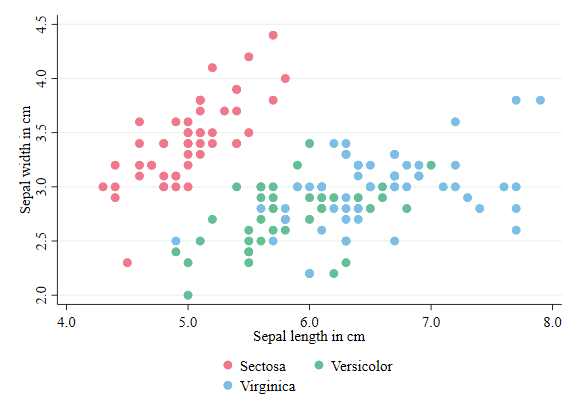 4.5
4.0
3.5
3.0
2.5
2.0
Sepal width in cm
4.0 5.0 6.0 7.0 8.0
Sepal length in cm
Sectosa Versicolor
Virginica